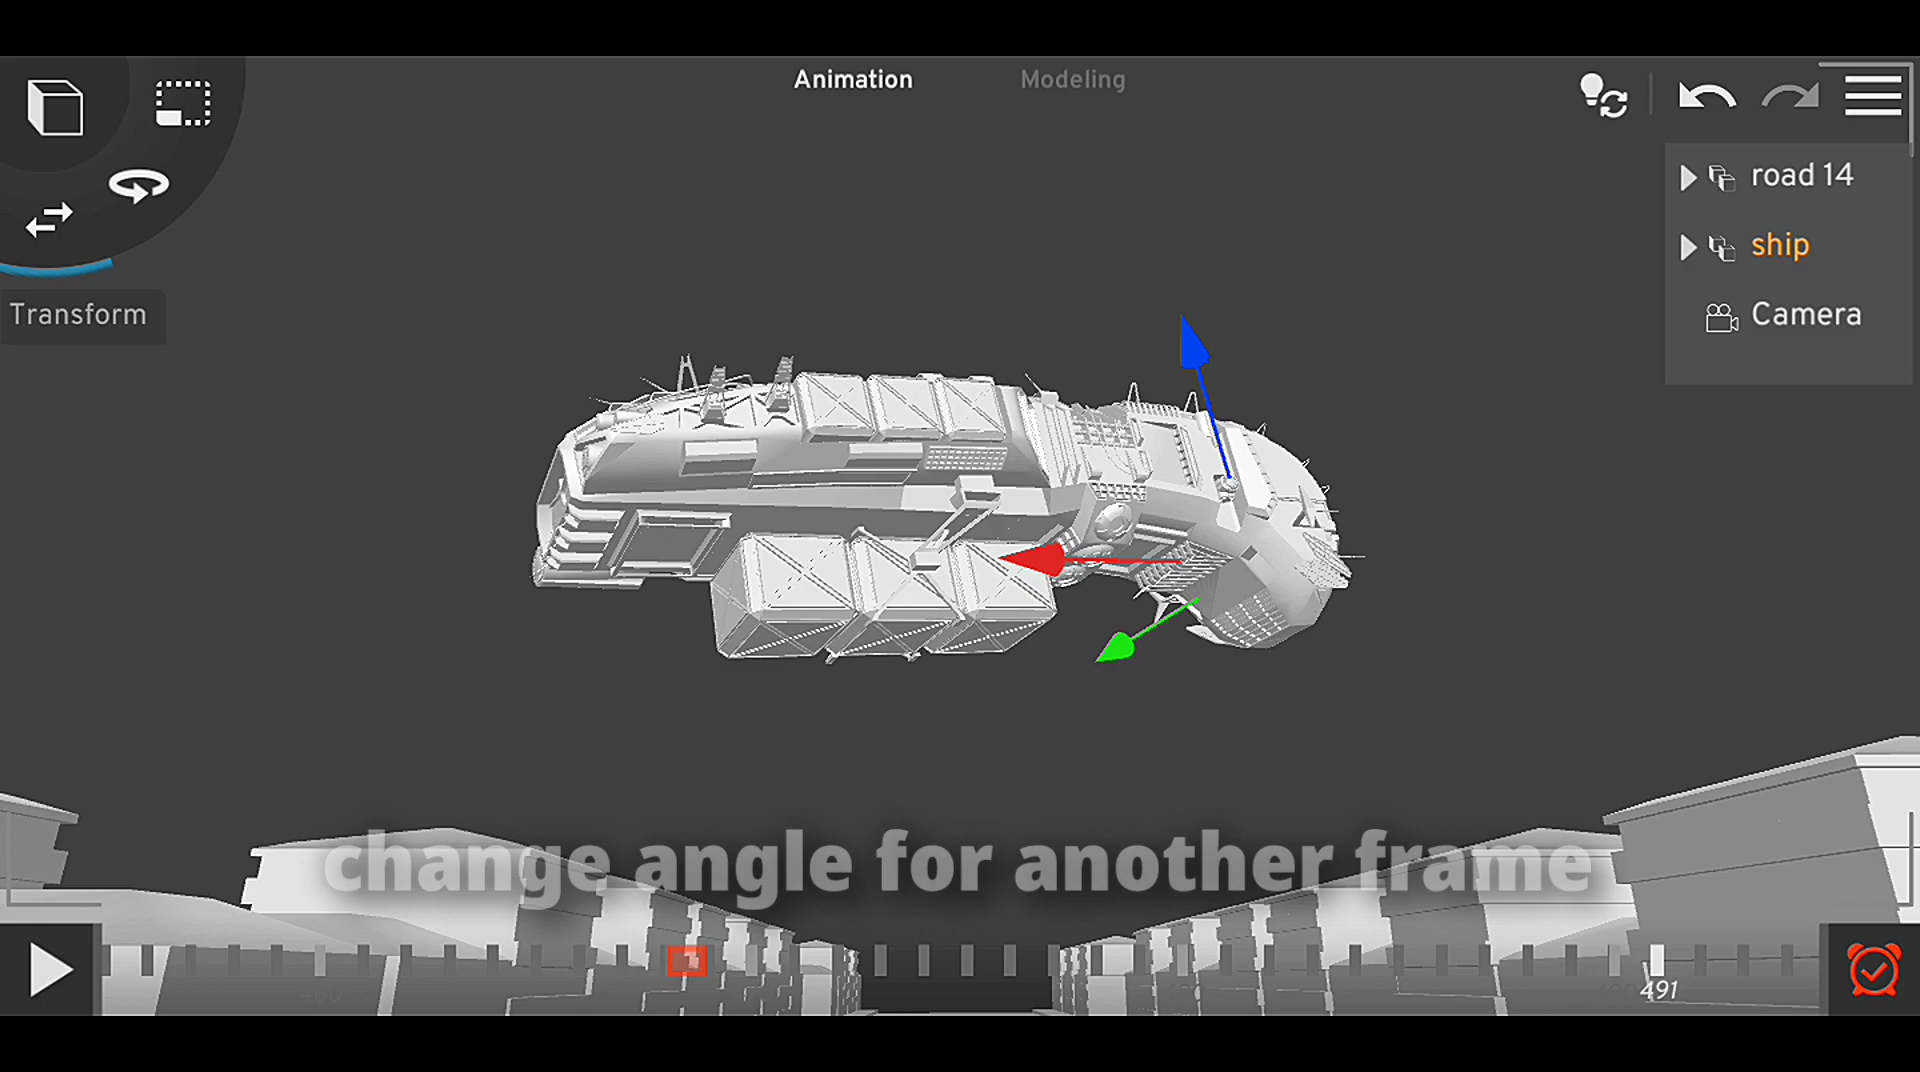 Animation Modeling
road 14
ship
Transform
Camera
change angle for another frame
491